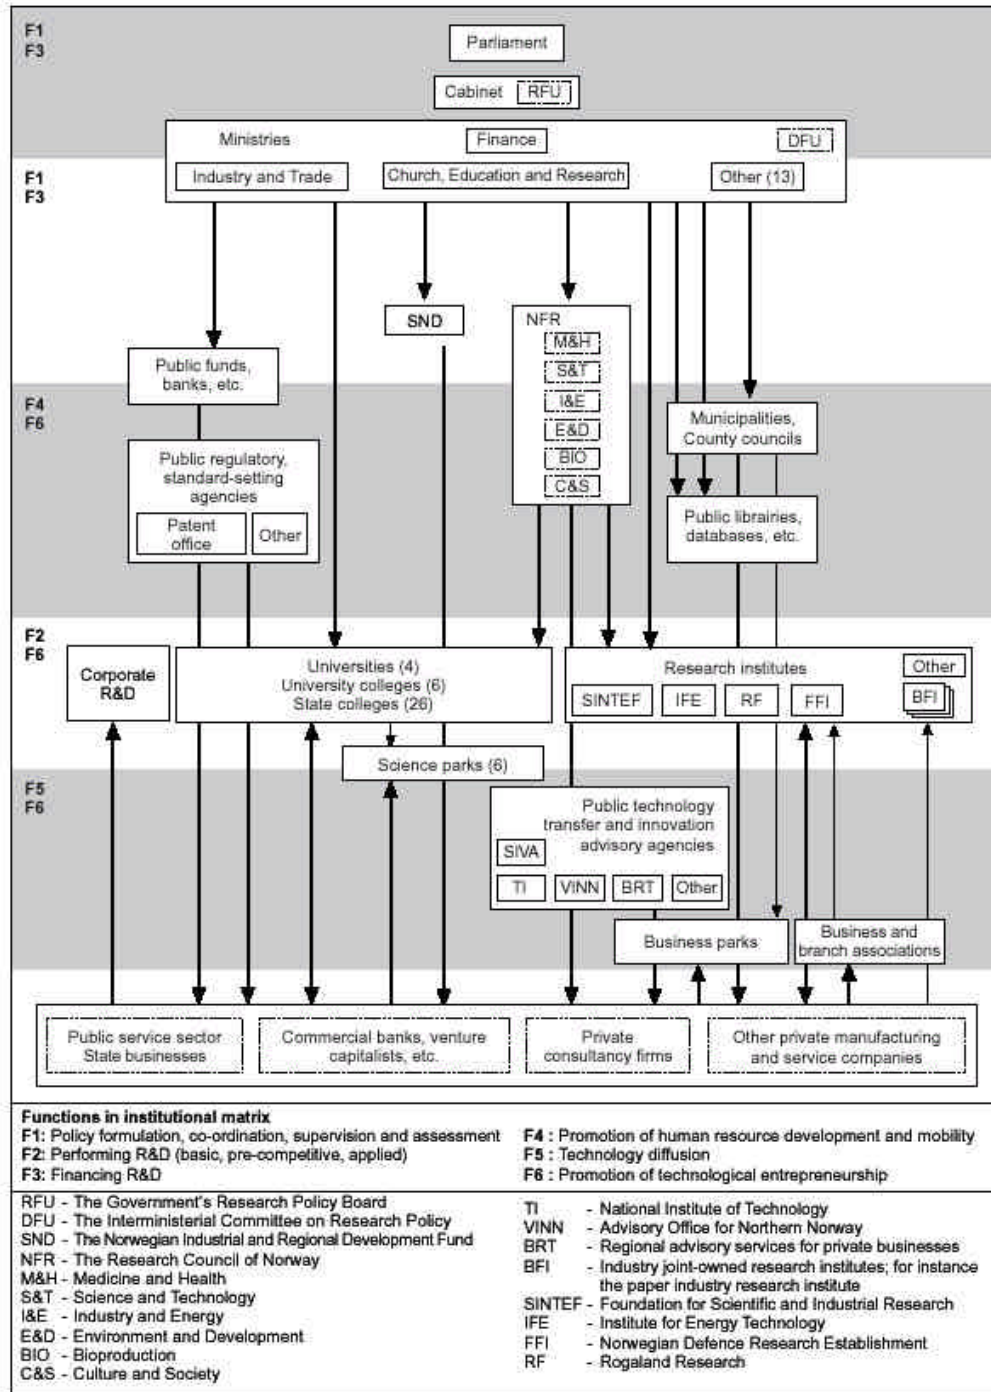 F1
F3
Parliament
Cabinet RFU
Ministries Finance DFU
F1
F3
Industry and Trade Church, Education and Research Other (13)
SND
NFR
M&H
S&T
I&E
E&D
BIO
C&S
Public funds,
banks, etc.
F4
F6
Municipalities,
County councils
Public regulatory,
standard-setting
agencies
Patent
office
Other
Public librairies,
databases, etc.
F2
F6
Corporate
R&D
Universities (4)
University colleges (6)
State colleges (26)
Research institutes
Other
SINTEF IFE RF FFI BFI
Science parks (6)
F5
F6
Public technology
transfer and innovation
advisory agencies
SIVA
TI VINN BRT Other
Business parks
Business and
branch associations
Public service sector
State businesses
Commercial banks, venture
capitalists, etc.
Private
consultancy firms
Other private manufacturing
and service companies
Functions in institutional matrix
F1: Policy formulation, co-ordination, supervision and assessment
F2: Performing R&D (basic, pre-competitive, applied)
F3: Financing R&D
F4 : Promotion of human resource development and mobility
F5 : Technology diffusion
F6 : Promotion of technological entrepreneurship
RFU - The Government's Research Policy Board
DFU - The Interministerial Committee on Research Policy
SND - The Norwegian Industrial and Regional Development Fund
NFR - The Research Council of Norway
M&H - Medicine and Health
S&T - Science and Technology
I&E - Industry and Energy
E&D - Environment and Development
BIO - Bioproduction
C&S - Culture and Society
TI - National Institute of Technology
VINN - Advisory Office for Northern Norway
BRT - Regional advisory services for private businesses
BFI - Industry joint-owned research institutes; for instance
the paper industry research institute
SINTEF - Foundation for Scientific and Industrial Research
IFE - Institute for Energy Technology
FFI - Norwegian Defence Research Establishment
RF - Rogaland Research